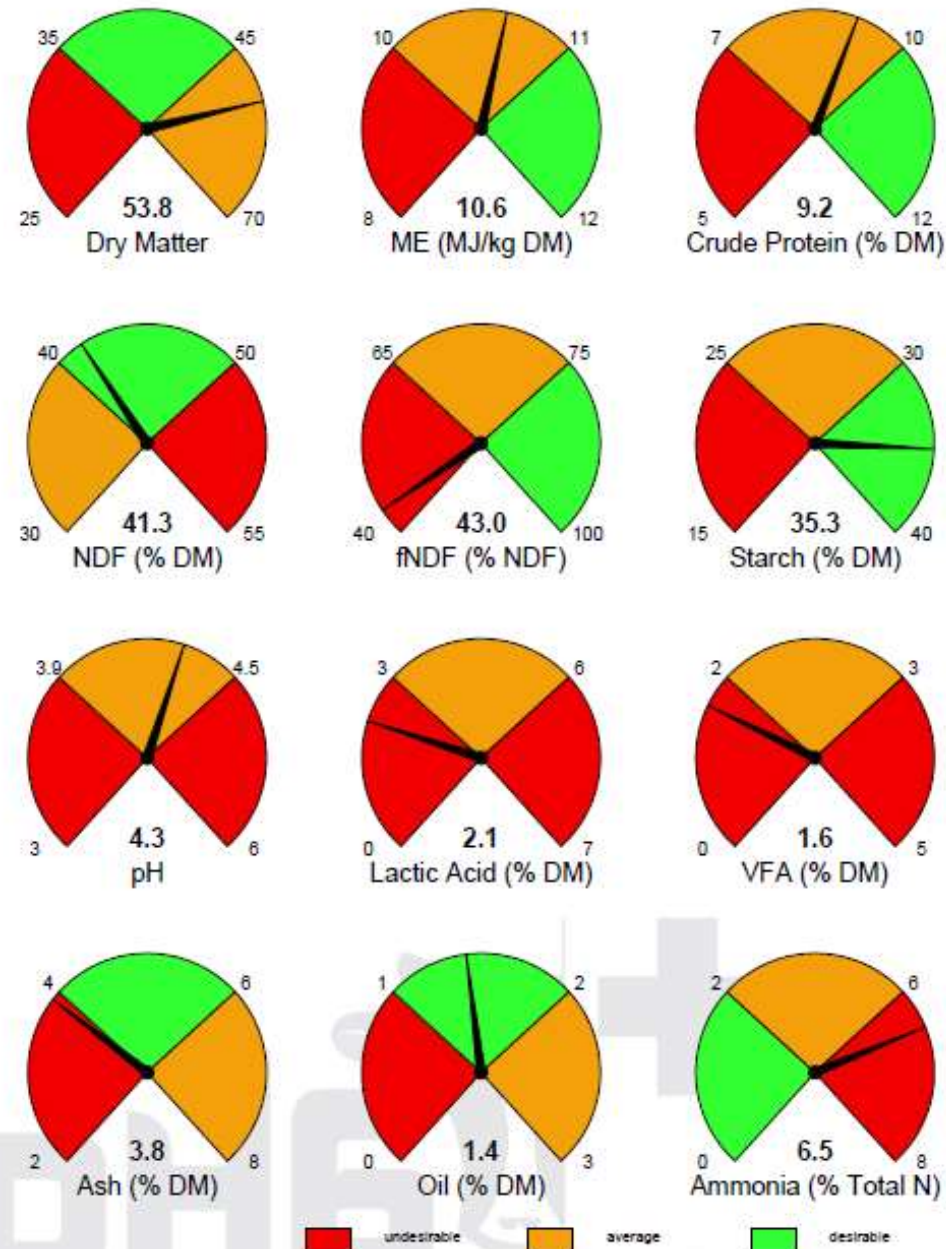 35 45 10 11 7 10
53.8 10.6 9.2
25 70 8 12 5 12
Dry Matter ME (MJ/kg DM) Crude Protein (% DM)
40 50 65 75 25 30
41.3 43.0 35.3
30 55 40 100 15 40
NDF (% DM) fNDF (% NDF) Starch (% DM)
3.9 4.5 3 6 2 3
4.3 2.1 1.6
3 6 0 7 0 5
pH Lactic Acid (% DM) VFA (% DM)
4 6 1 2 2 6
3.8 1.4 6.5
2 8 0 3 0 8
Ash (% DM) Oil (% DM) Ammonia (% Total N)
undesirable average desirable